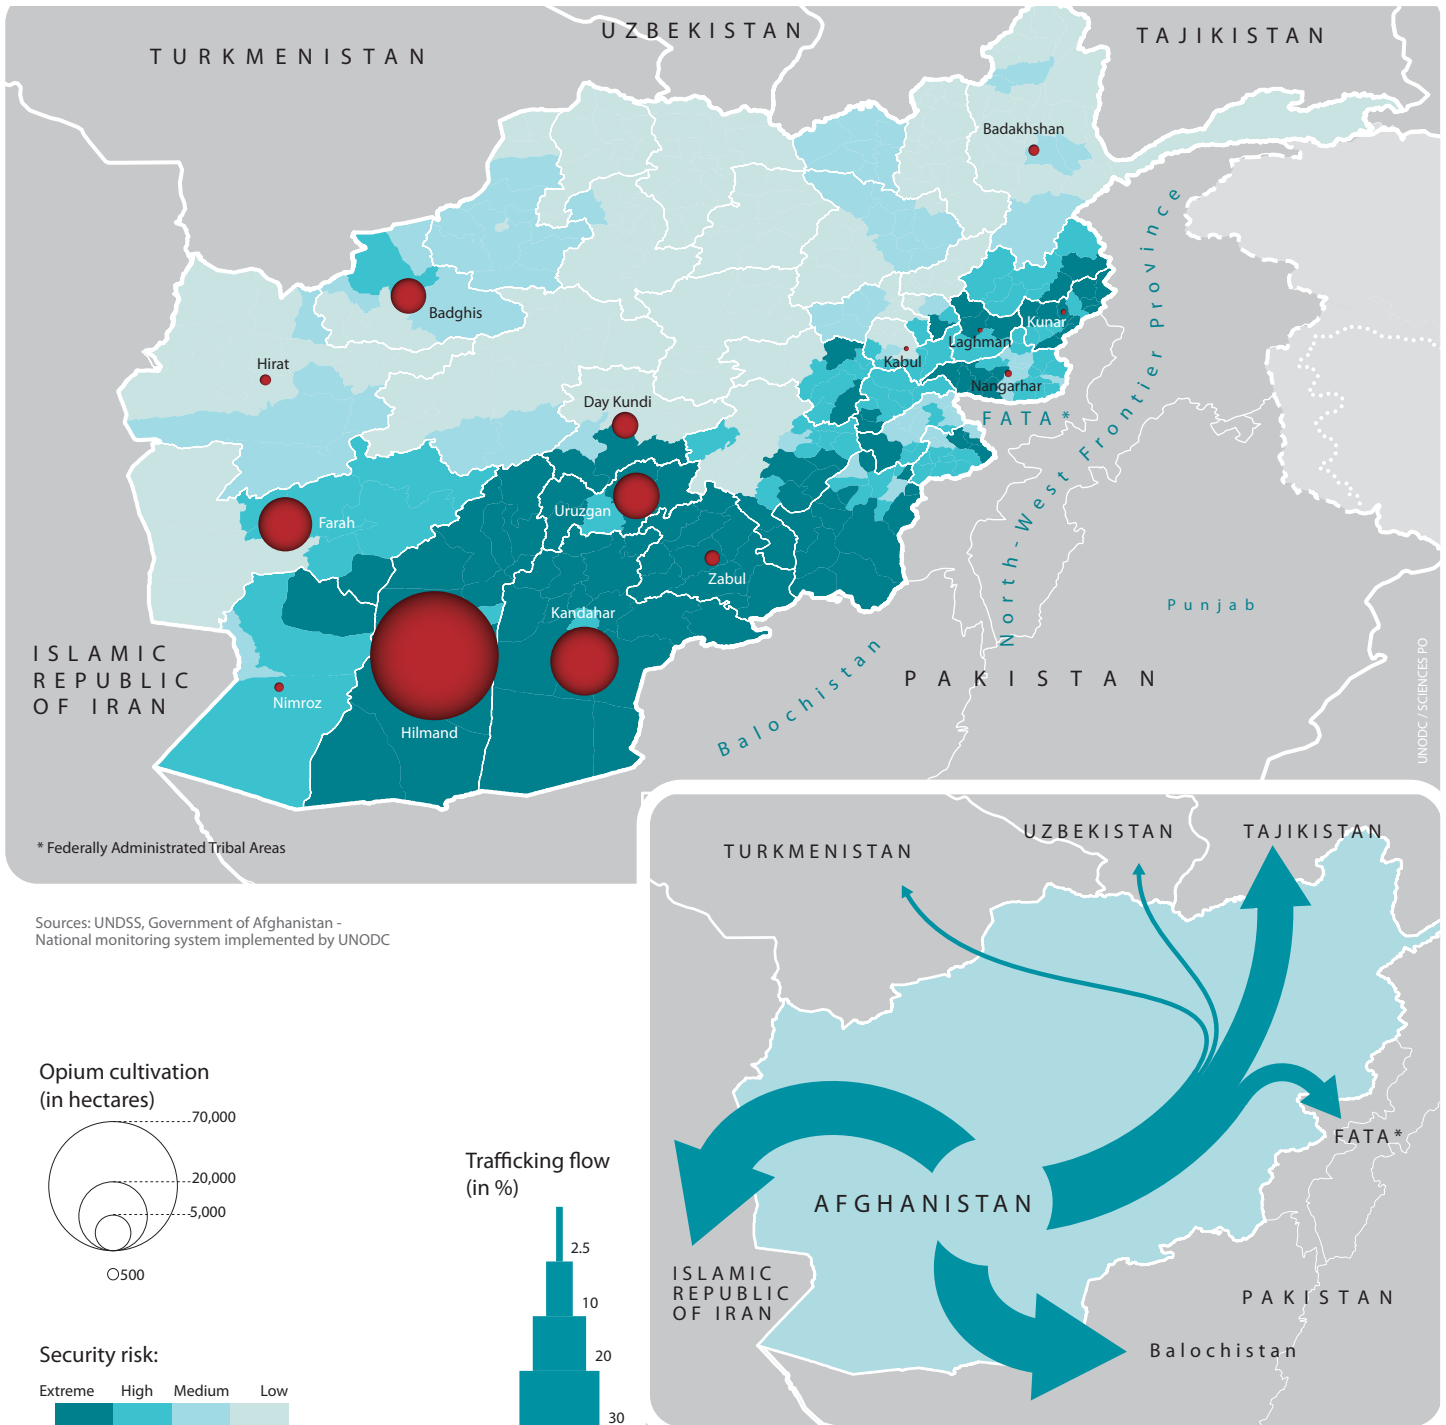 TURKMENISTAN
UZBEKISTAN
TAJIKISTAN
Badakhshan
North-West Frontier Province
Badghis
Hirat
Kunar
Laghman
Kabul
Nangarhar
Day Kundi
FATA*
Farah
Uruzgan
Zabul
Kandahar
Punjab
ISLAMIC
REPUBLIC
OF IRAN
Nimroz
Hilmand
Balochistan
PAKISTAN
UNODC / SCIENCES PO
* Federally Administrated Tribal Areas
Sources: UNDSS, Government of Afghanistan -
National monitoring system implemented by UNODC
Opium cultivation
(in hectares)
70,000
20,000
5,000
500
Security risk:
Extreme High Medium Low
Trafficking flow
(in %)
2.5
10
20
30
TURKMENISTAN
UZBEKISTAN
TAJIKISTAN
FATA*
AFGHANISTAN
ISLAMIC
REPUBLIC
OF IRAN
PAKISTAN
Balochistan